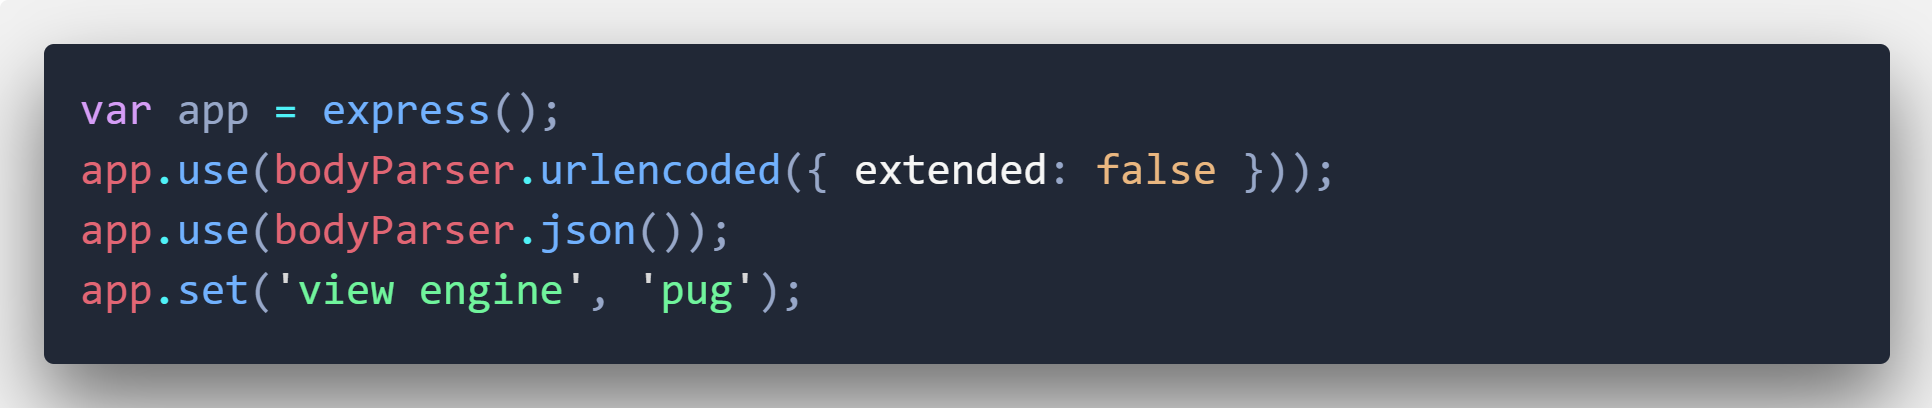 var app = express();
app.use(bodyParser.urlencoded({ extended: false }));
app.use(bodyParser.json());
app.set('view engine', 'pug');